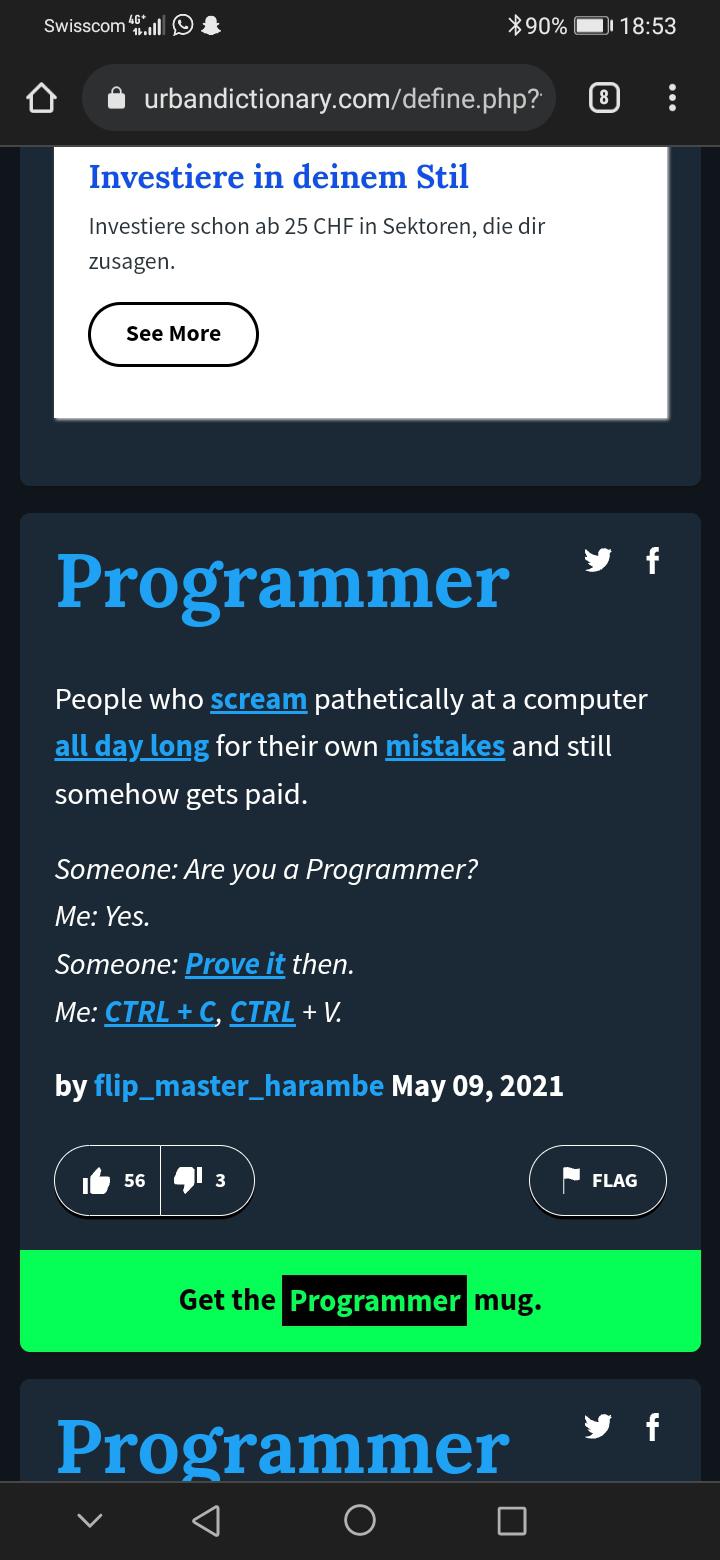 Swisscom 4G+ 90% 18:53
urbandictionary.com/define.php?
8
Investiere in deinem Stil
Investiere schon ab 25 CHF in Sektoren, die dir
zusagen.
See More
Programmer
People who scream pathetically at a computer
all day long for their own mistakes and still
somehow gets paid.
Someone: Are you a Programmer?
Me: Yes.
Someone: Prove it then.
Me: CTRL + C, CTRL + V.
by flip_master_harambe May 09, 2021
56 3 FLAG
Get the Programmer mug.
Programmer